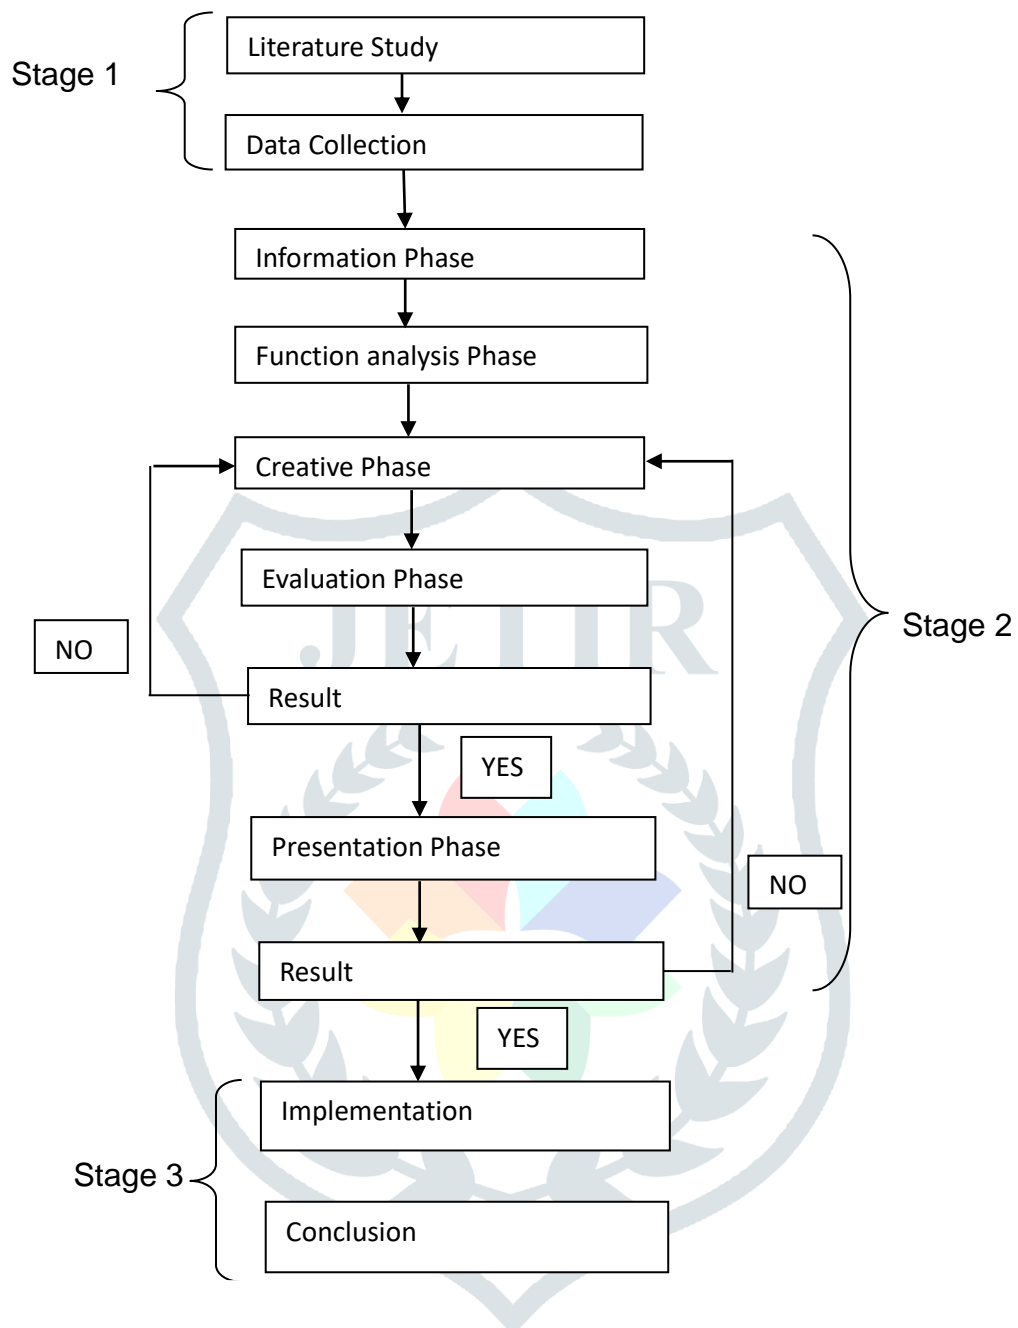 Literature Study
Stage 1
Data Collection
Information Phase
Function analysis Phase
Creative Phase
Evaluation Phase
JETIR
Stage 2
NO
Result
YES
Presentation Phase
NO
Result
YES
Implementation
Stage 3
Conclusion